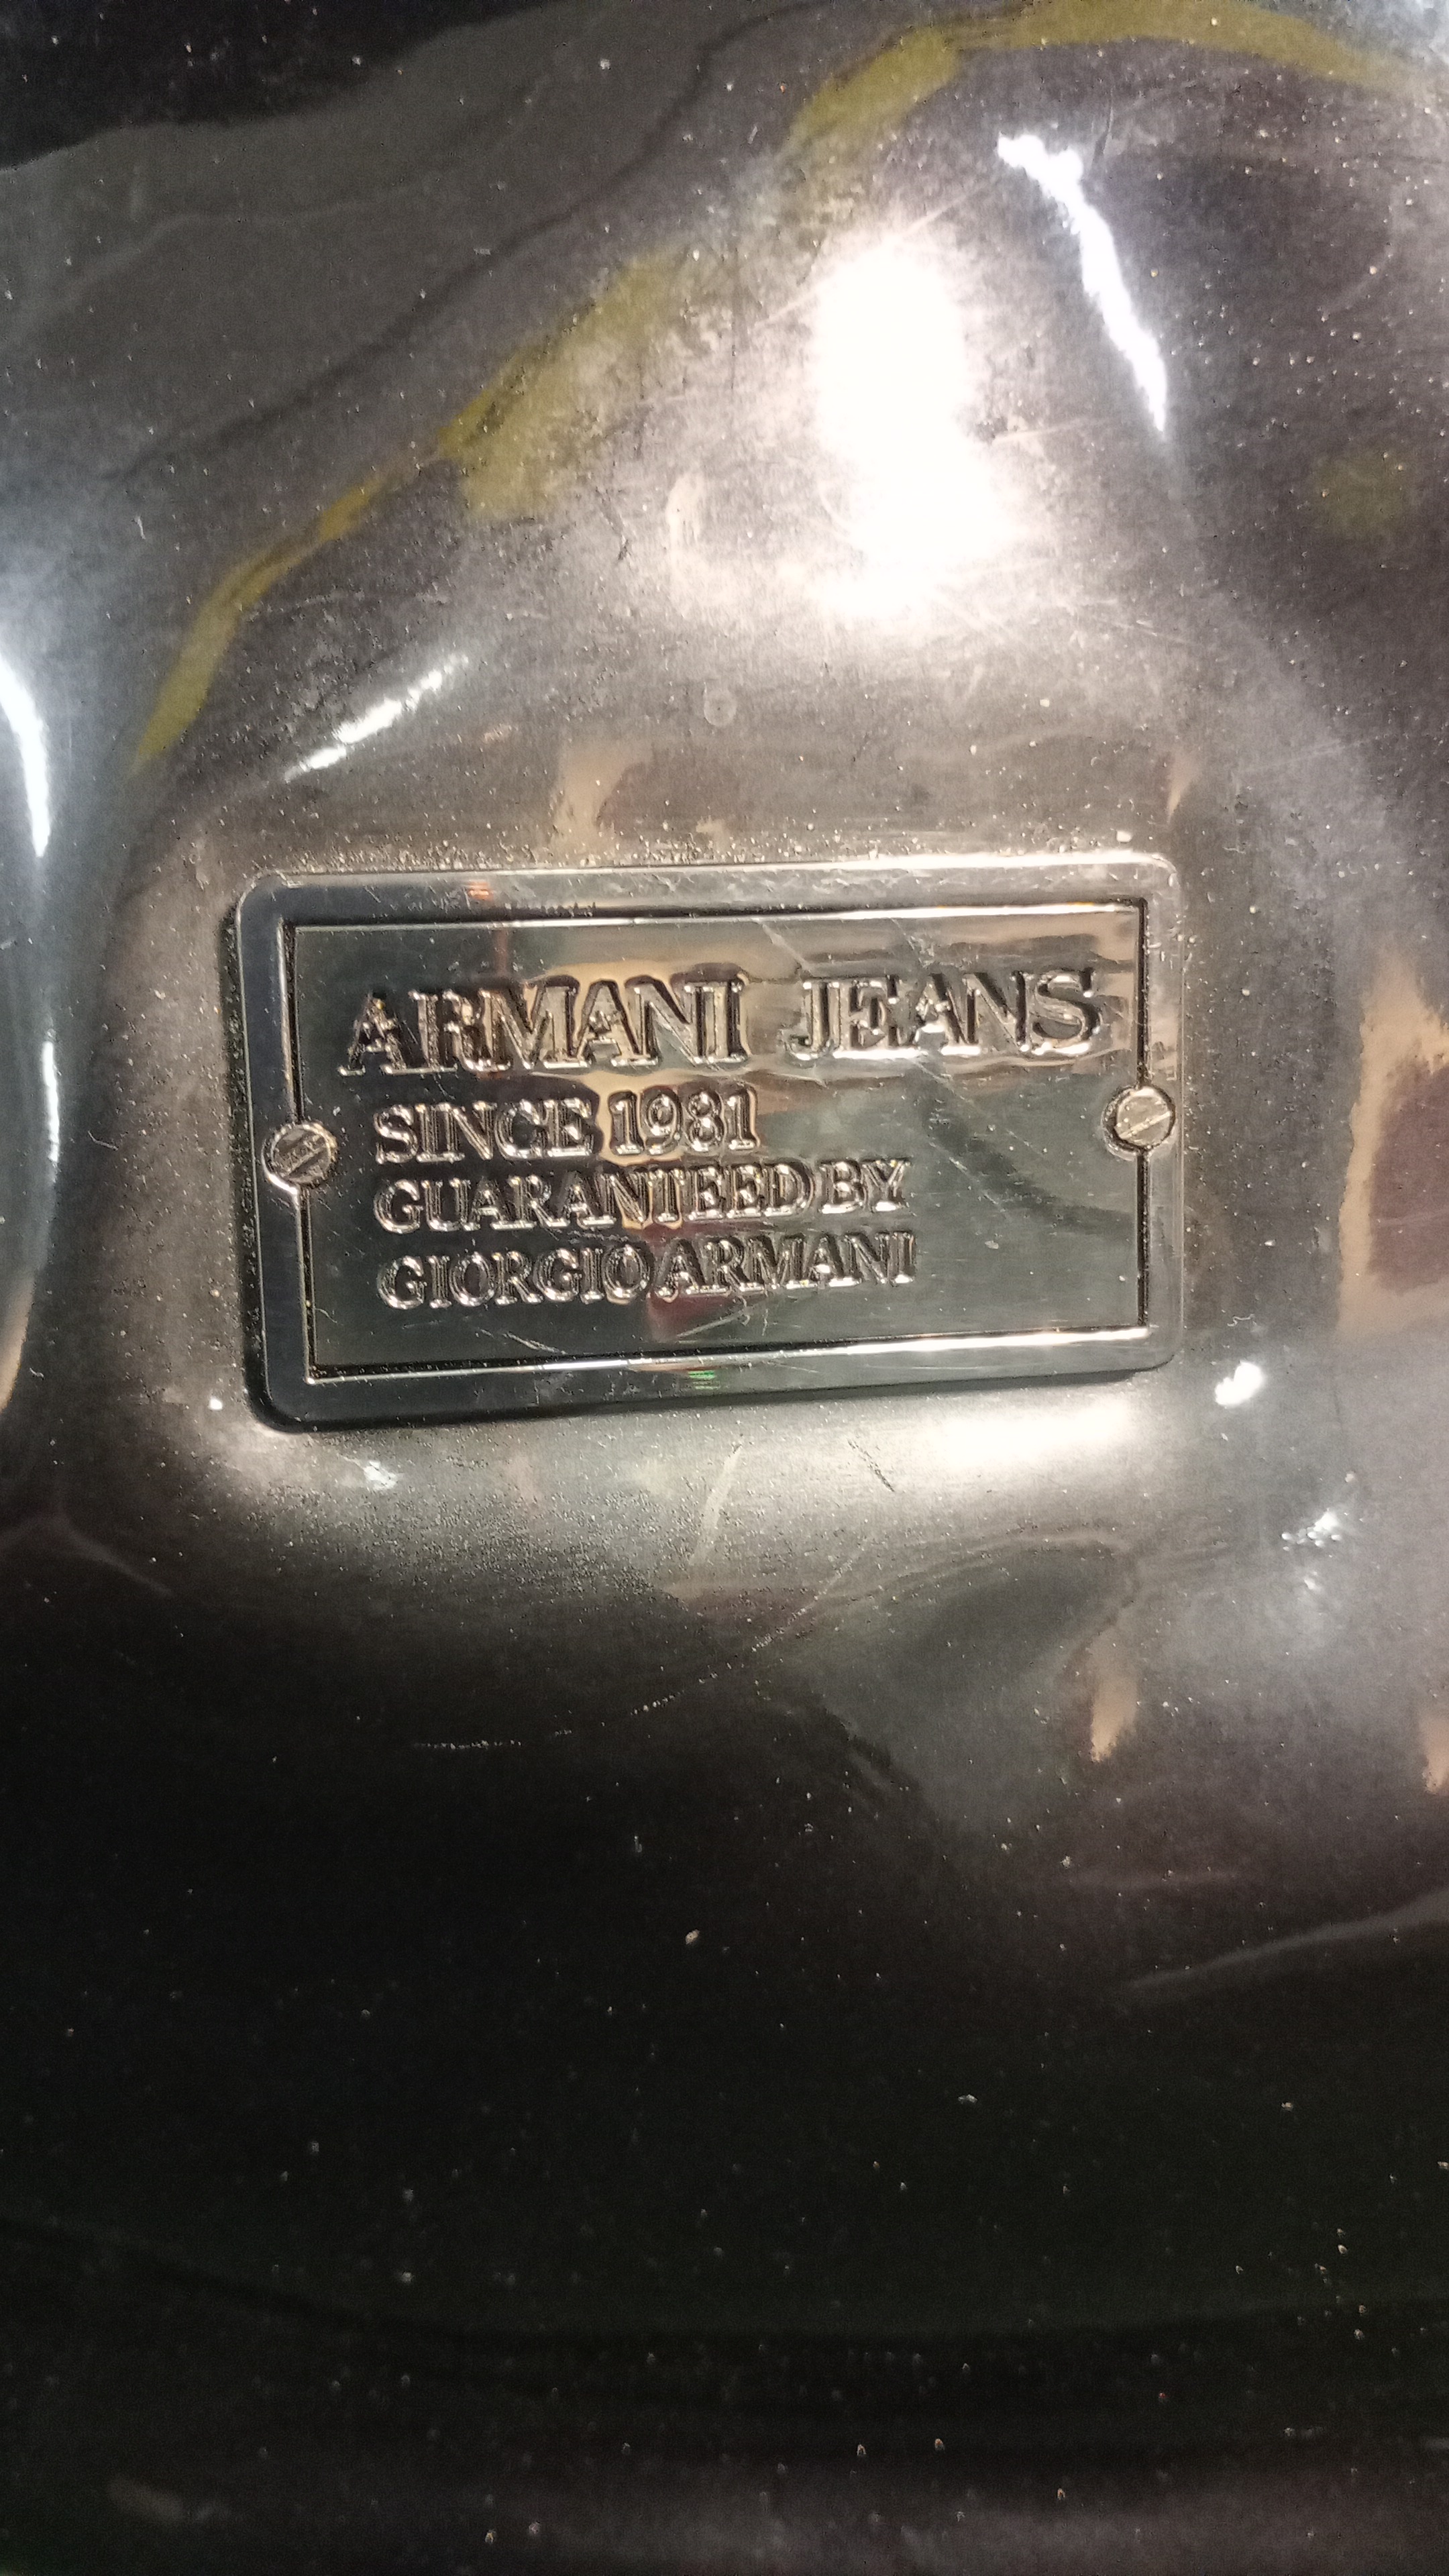 ARMANI JEANS
SINCE 1981
GUARANTEED BY
GIORGIO ARMANI